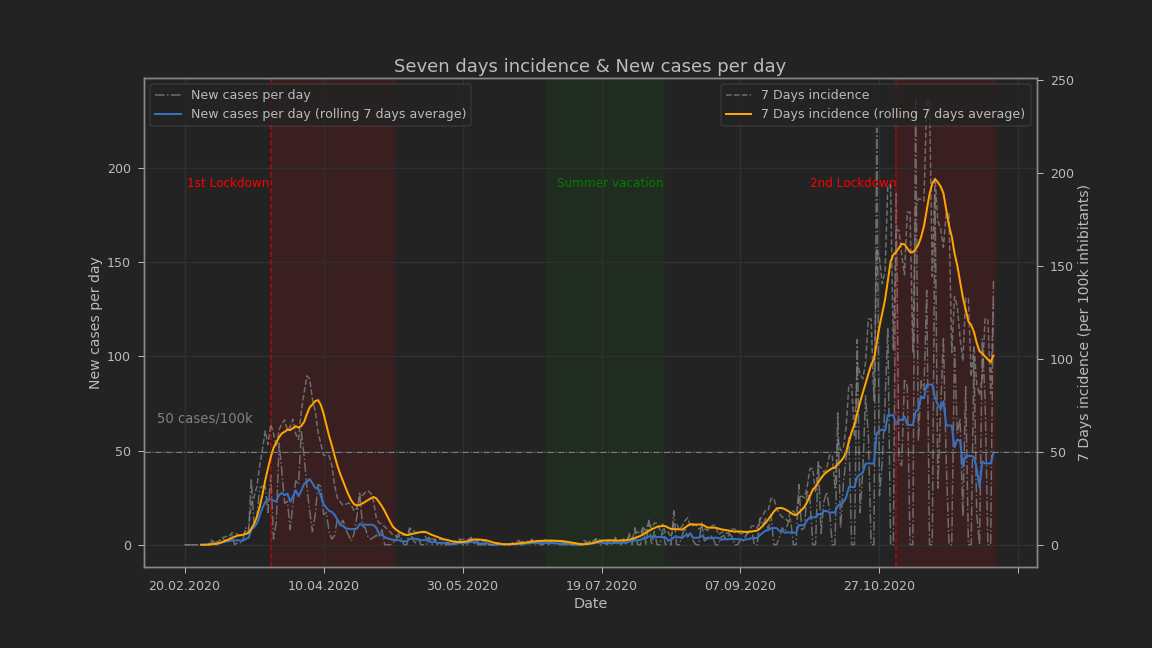 Seven days incidence & New cases per day
New cases per day
New cases per day (rolling 7 days average)
7 Days incidence
7 Days incidence (rolling 7 days average)
1st Lockdown
Summer vacation
2nd Lockdown
50 cases/100k
New cases per day
200
150
100
50
0
250
200
150
100
50
0
7 Days incidence (per 100k inhibitants)
20.02.2020
10.04.2020
30.05.2020
19.07.2020
07.09.2020
27.10.2020
Date